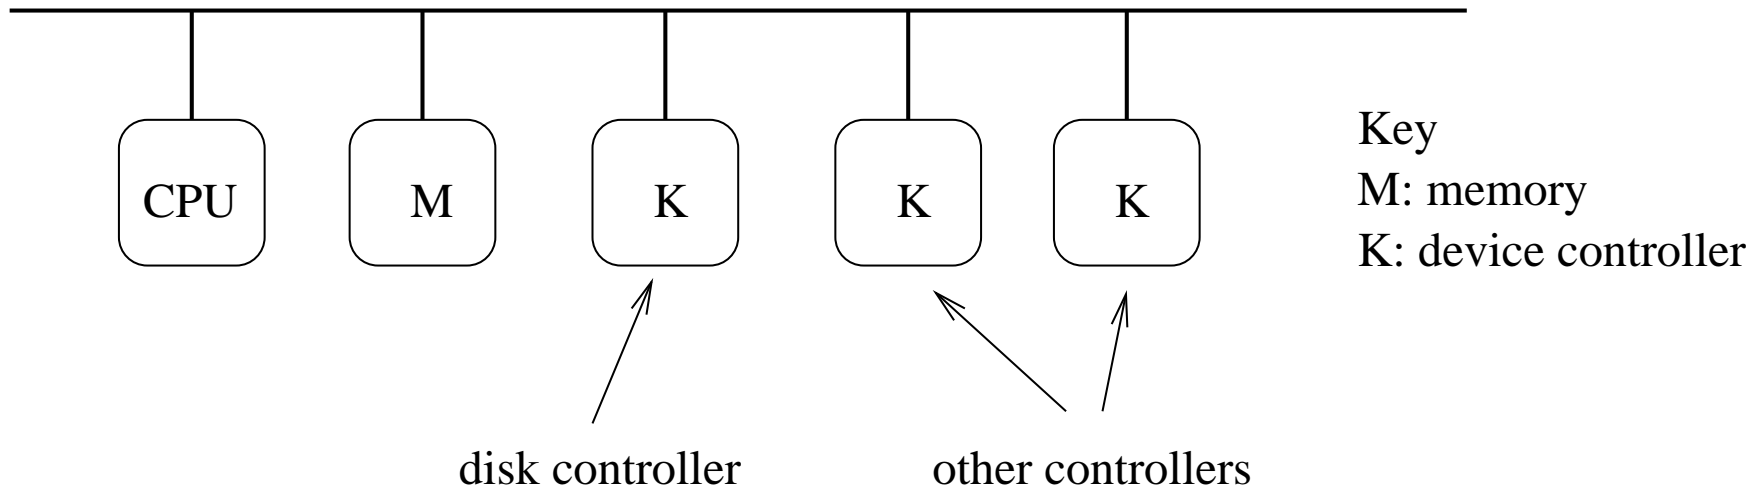 CPU
M
K
K
K
Key
M: memory
K: device controller
disk controller
other controllers